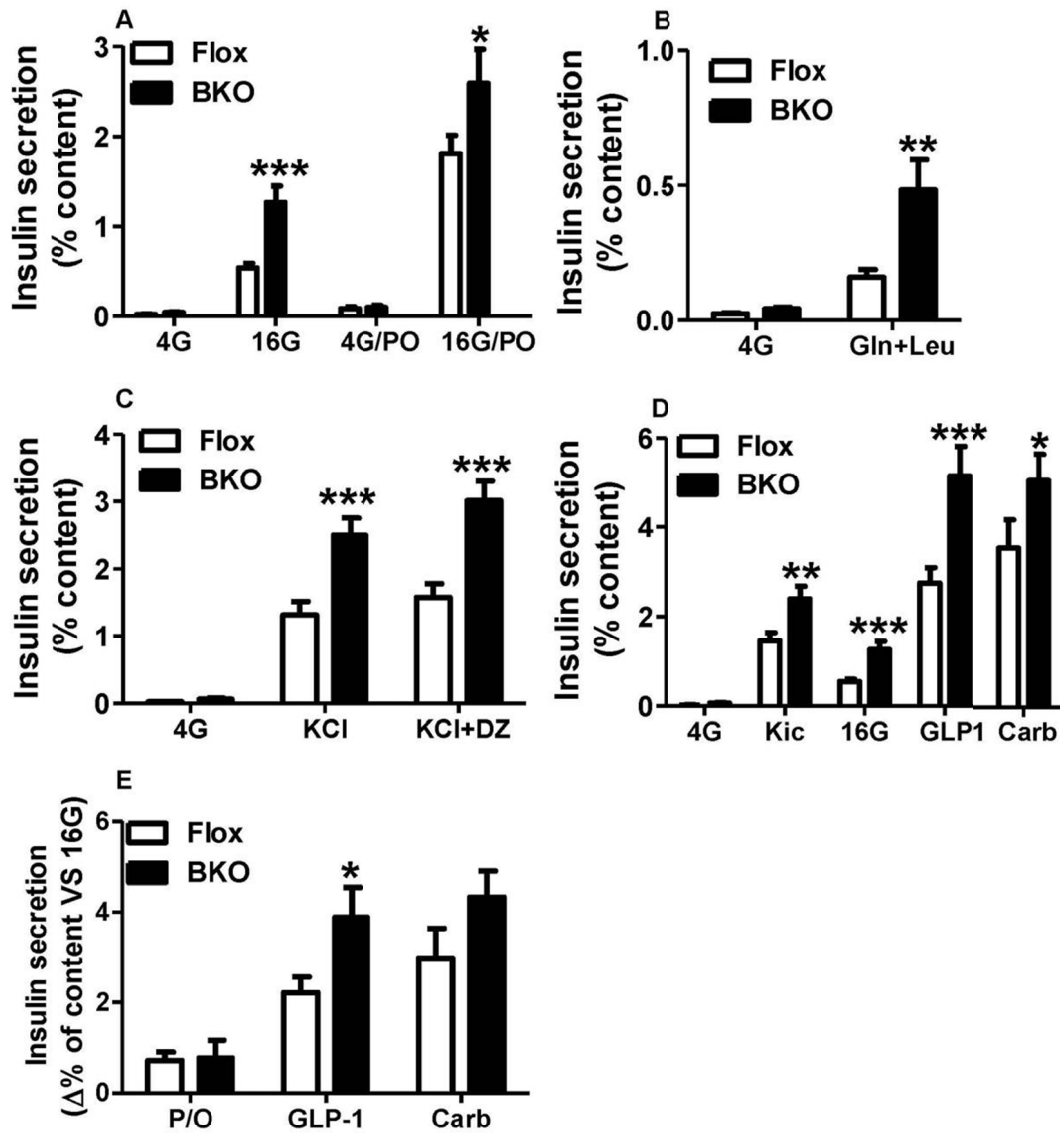 A
Insulin secretion
(% content)
3
2
1
0
Flox
BKO
***
*
4G 16G 4G/PO 16G/PO
B
Insulin secretion
(% content)
1.0
0.5
0.0
Flox
BKO
**
4G Gln+Leu
C
Insulin secretion
(% content)
4
3
2
1
0
Flox
BKO
***
***
4G KCl KCl+DZ
D
Insulin secretion
(% content)
6
4
2
0
Flox
BKO
**
***
***
*
4G Kic 16G GLP1 Carb
E
Insulin secretion
(Δ% of content VS 16G)
6
4
2
0
Flox
BKO
*
P/O GLP-1 Carb